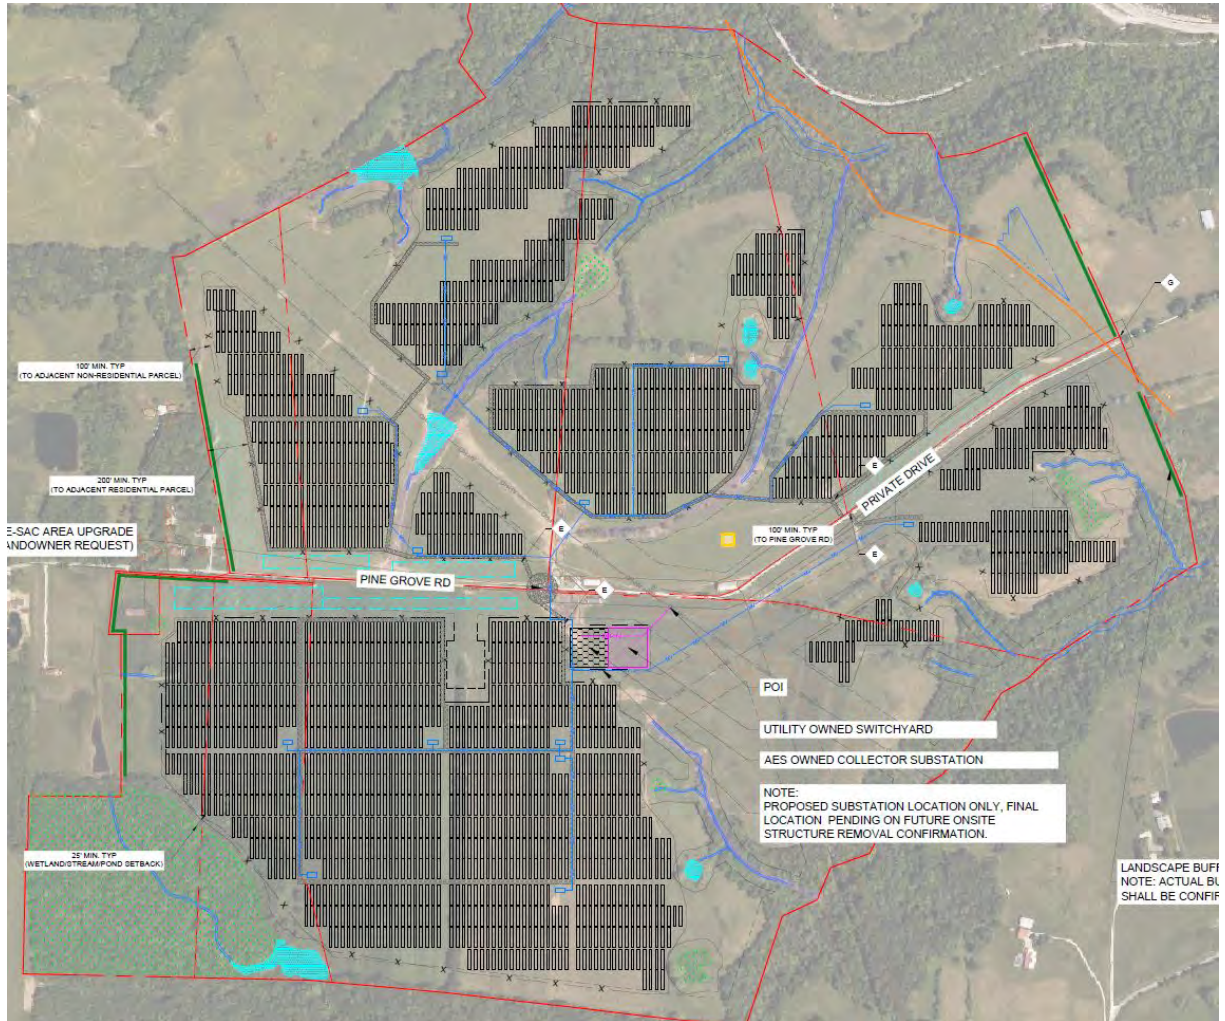 G
100' MIN. TYP
(TO ADJACENT NON-RESIDENTIAL PARCEL)
200' MIN. TYP
(TO ADJACENT RESIDENTIAL PARCEL)
E
PRIVATE DRIVE
E-SAC AREA UPGRADE
ANDOWNER REQUEST)
E
100' MIN. TYP
(TO PINE GROVE RD)
E
PINE GROVE RD
E
POI
UTILITY OWNED SWITCHYARD
AES OWNED COLLECTOR SUBSTATION
NOTE:
PROPOSED SUBSTATION LOCATION ONLY, FINAL
LOCATION PENDING ON FUTURE ONSITE
STRUCTURE REMOVAL CONFIRMATION.
25' MIN. TYP
(WETLAND/STREAM/POND SETBACK)
LANDSCAPE BUFF
NOTE: ACTUAL BU
SHALL BE CONFIR